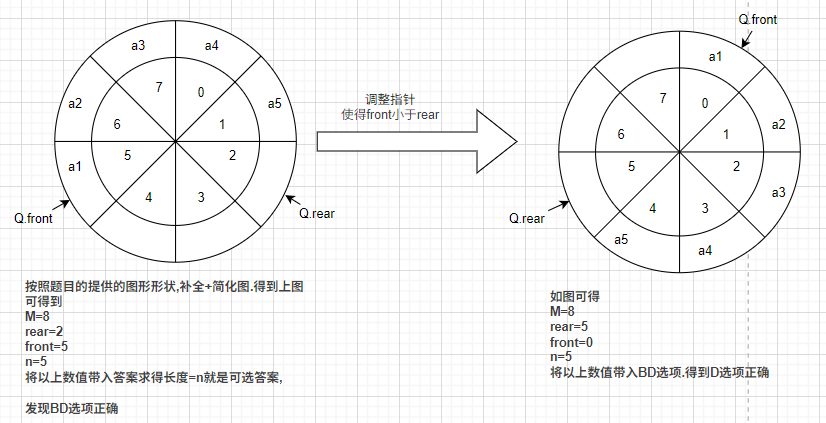 a3
a4
a2
a5
a1
7
0
6
1
5
2
4
3
Q.front
Q.rear
按照题目的提供的图形形状,补全+简化图.得到上图
可得到
M=8
rear=2
front=5
n=5
将以上数值带入答案求得长度=n就是可选答案,
发现BD选项正确
调整指针
使得front小于rear
Q.front
a1
a2
a3
a5
a4
7
0
6
1
5
2
4
3
Q.rear
如图可得
M=8
rear=5
front=0
n=5
将以上数值带入BD选项.得到D选项正确